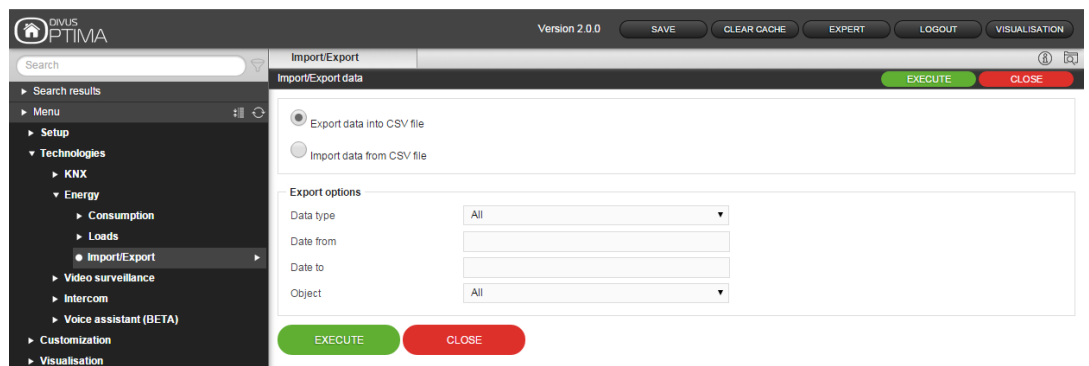 DIVUS
OPTIMA
Version 2.0.0
SAVE
CLEAR CACHE
EXPERT
LOGOUT
VISUALISATION
Search
Search results
Menu
Setup
Technologies
KNX
Energy
Consumption
Loads
Import/Export
Video surveillance
Intercom
Voice assistant (BETA)
Customization
Visualisation
Import/Export
Import/Export data
EXECUTE
CLOSE
Export data into CSV file
Import data from CSV file
Export options
Data type All
Date from
Date to
Object All
EXECUTE
CLOSE